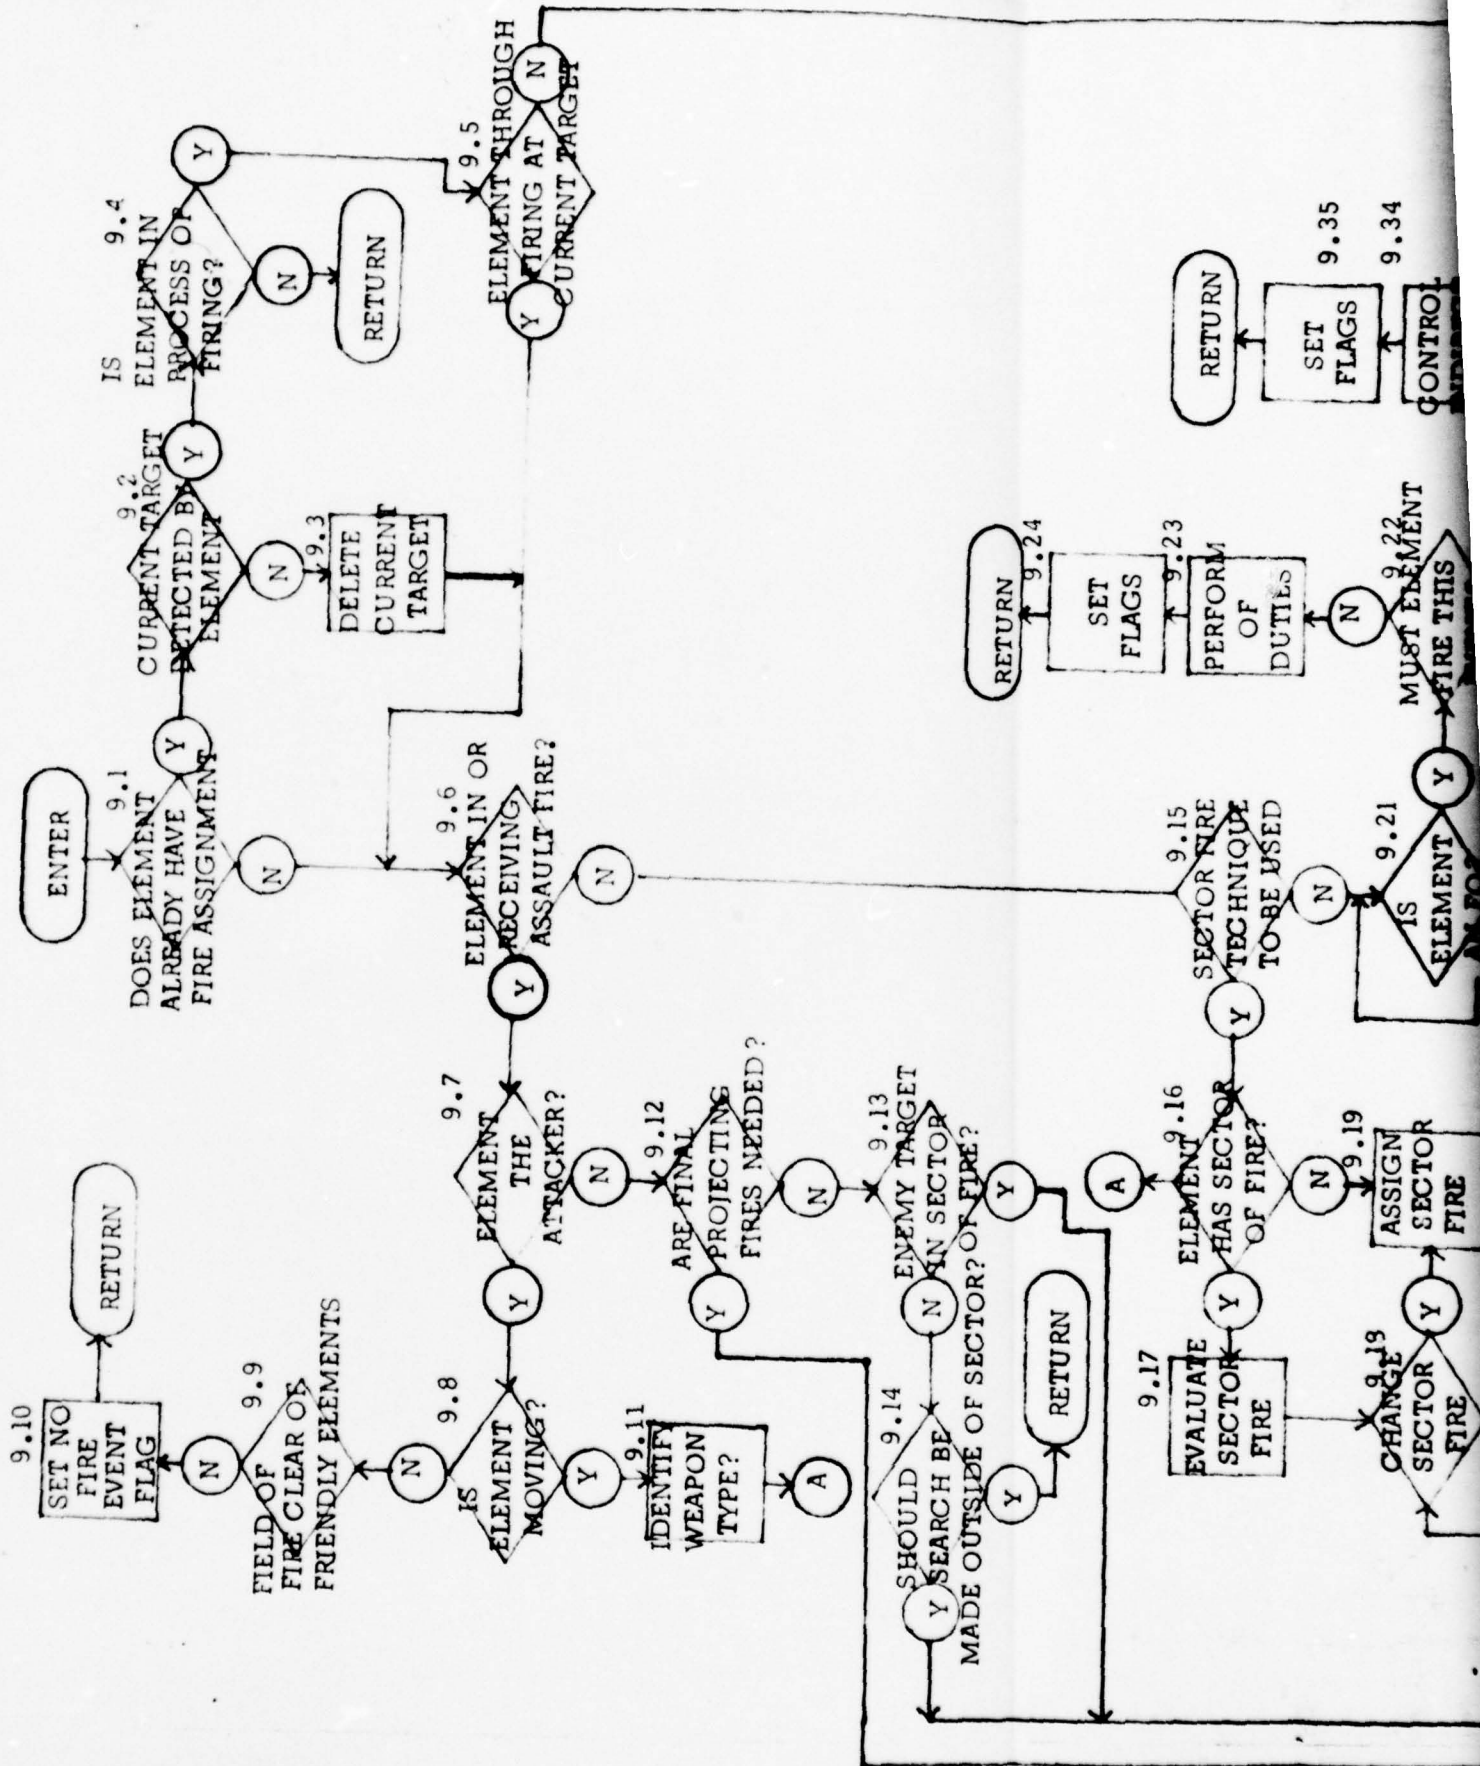 ENTER
9.1
DOES ELEMENT
ALREADY HAVE
FIRE ASSIGNMENT
Y
N
9.2
CURRENT TARGET
DETECTED BY
ELEMENT
Y
N
9.3
DELETE
CURRENT
TARGET
9.4
IS
ELEMENT IN
PROCESS OF
FIRING?
Y
N
RETURN
9.5
ELEMENT THROUGH
FIRING AT
CURRENT TARGET
N
Y
9.6
ELEMENT IN OR
RECEIVING
ASSAULT FIRE?
Y
N
9.7
ELEMENT
THE
ATTACKER?
Y
N
9.8
IS
ELEMENT
MOVING?
N
Y
9.9
FIELD OF
FIRE CLEAR OF
FRIENDLY ELEMENTS
N
9.10
SET NO
FIRE
EVENT
FLAG
RETURN
9.11
IDENTIFY
WEAPON
TYPE?
A
9.12
ARE FINAL
PROJECTING
FIRES NEEDED?
Y
N
9.13
ENEMY TARGET
IN SECTOR
OF FIRE?
N
Y
9.14
SHOULD
SEARCH BE
MADE OUTSIDE OF SECTOR?
Y
Y
RETURN
9.15
SECTOR FIRE
TECHNIQUE
TO BE USED
Y
N
9.16
ELEMENT
HAS SECTOR
OF FIRE?
A
Y
N
9.17
EVALUATE
SECTOR
FIRE
CHANGE
SECTOR
FIRE
Y
9.19
ASSIGN
SECTOR
FIRE
9.21
IS
ELEMENT
Y
9.22
MUST ELEMENT
FIRE THIS
N
9.23
PERFORM
OF
DUTIES
9.24
SET
FLAGS
RETURN
9.34
CONTROL
9.35
SET
FLAGS
RETURN